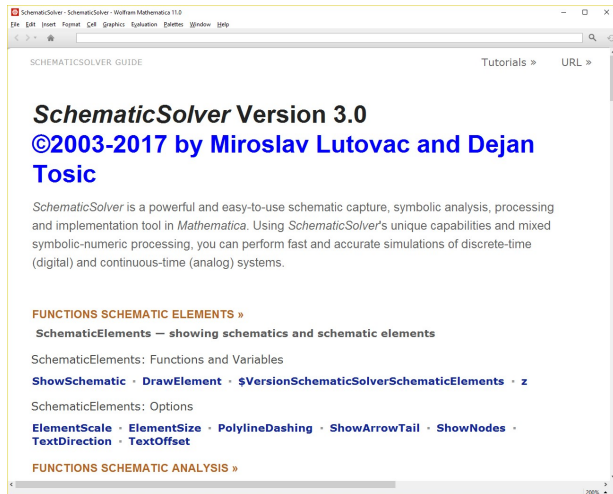 SchematicSolver - SchematicSolver - Wolfram Mathematica 11.0
File Edit Insert Format Cell Graphics Evaluation Palettes Window Help
SCHEMATICSOLVER GUIDE Tutorials » URL »
SchematicSolver Version 3.0
©2003-2017 by Miroslav Lutovac and Dejan
Tosic
SchematicSolver is a powerful and easy-to-use schematic capture, symbolic analysis, processing
and implementation tool in Mathematica. Using SchematicSolver's unique capabilities and mixed
symbolic-numeric processing, you can perform fast and accurate simulations of discrete-time
(digital) and continuous-time (analog) systems.
FUNCTIONS SCHEMATIC ELEMENTS »
SchematicElements — showing schematics and schematic elements
SchematicElements: Functions and Variables
ShowSchematic ▪ DrawElement ▪ $VersionSchematicSolverSchematicElements ▪ z
SchematicElements: Options
ElementScale ▪ ElementSize ▪ PolylineDashing ▪ ShowArrowTail ▪ ShowNodes ▪
TextDirection ▪ TextOffset
FUNCTIONS SCHEMATIC ANALYSIS »
200%